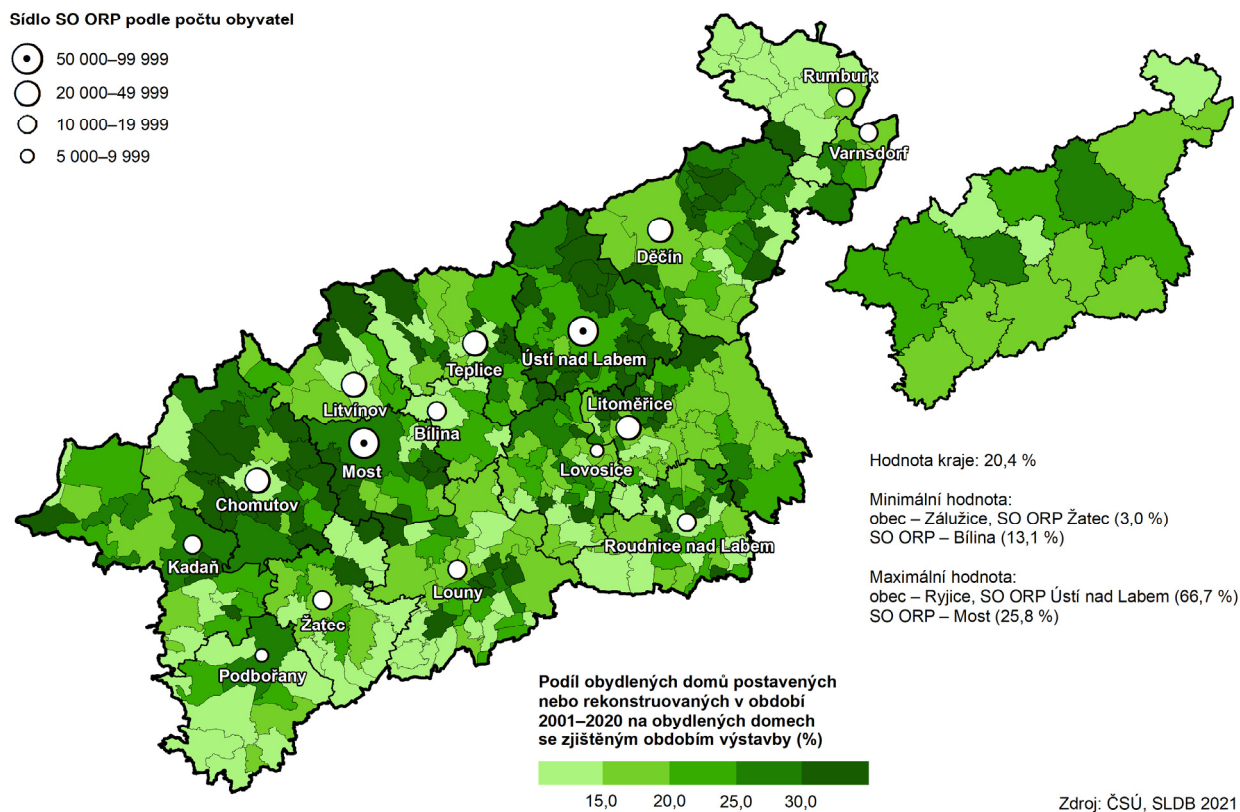 Sídlo SO ORP podle počtu obyvatel
50 000–99 999
20 000–49 999
10 000–19 999
5 000–9 999
Rumburk
Varnsdorf
Děčín
Ústí nad Labem
Teplice
Litvínov
Litoměřice
Bílina
Most
Lovosice
Chomutov
Roudnice nad Labem
Kadaň
Louny
Žatec
Podbořany
Hodnota kraje: 20,4 %
Minimální hodnota:
obec – Zálužice, SO ORP Žatec (3,0 %)
SO ORP – Bílina (13,1 %)
Maximální hodnota:
obec – Ryjice, SO ORP Ústí nad Labem (66,7 %)
SO ORP – Most (25,8 %)
Podíl obydlených domů postavených
nebo rekonstruovaných v období
2001–2020 na obydlených domech
se zjištěným obdobím výstavby (%)
15,0 20,0 25,0 30,0
Zdroj: ČSÚ, SLDB 2021